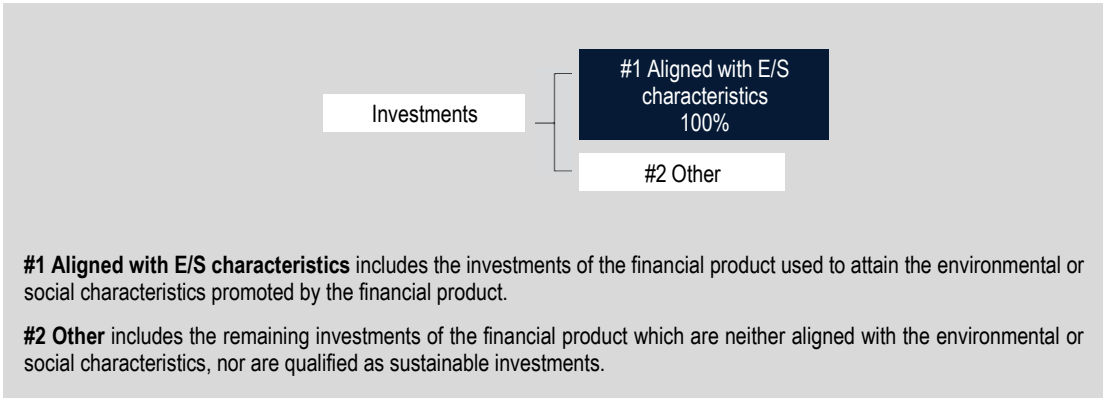 #1 Aligned with E/S
characteristics
100%
Investments
#2 Other
#1 Aligned with E/S characteristics includes the investments of the financial product used to attain the environmental or
social characteristics promoted by the financial product.
#2 Other includes the remaining investments of the financial product which are neither aligned with the environmental or
social characteristics, nor are qualified as sustainable investments.